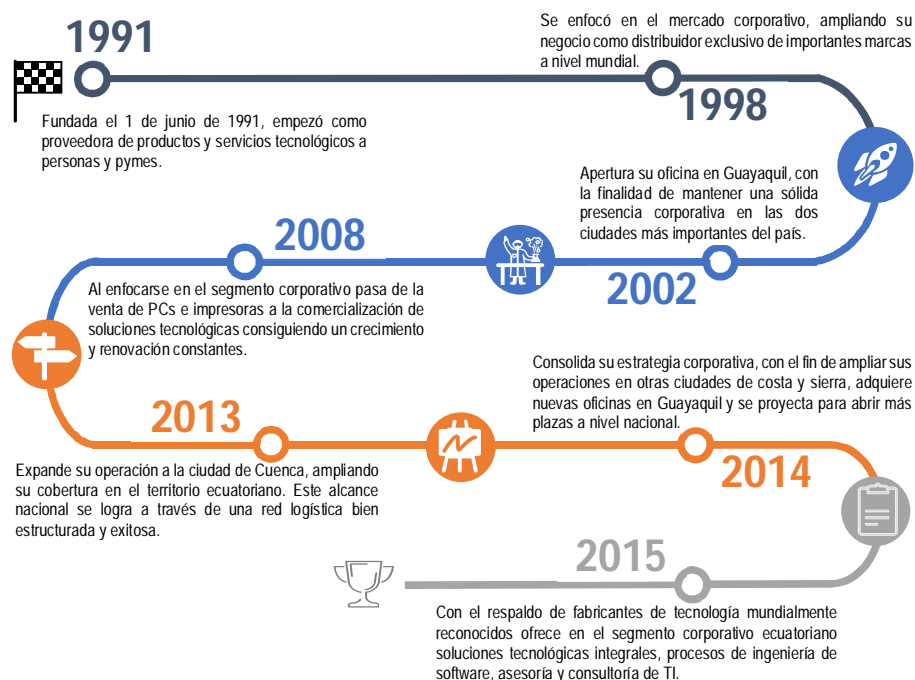 1991
Fundada el 1 de junio de 1991, empezó como
proveedora de productos y servicios tecnológicos a
personas y pymes.
Se enfocó en el mercado corporativo, ampliando su
negocio como distribuidor exclusivo de importantes marcas
a nivel mundial.
1998
Apertura su oficina en Guayaquil, con
la finalidad de mantener una sólida
presencia corporativa en las dos
ciudades más importantes del país.
2002
2008
Al enfocarse en el segmento corporativo pasa de la
venta de PCs e impresoras a la comercialización de
soluciones tecnológicas consiguiendo un crecimiento
y renovación constantes.
2013
Expande su operación a la ciudad de Cuenca, ampliando
su cobertura en el territorio ecuatoriano. Este alcance
nacional se logra a través de una red logística bien
estructurada y exitosa.
Consolida su estrategia corporativa, con el fin de ampliar sus
operaciones en otras ciudades de costa y sierra, adquiere
nuevas oficinas en Guayaquil y se proyecta para abrir más
plazas a nivel nacional.
2014
2015
Con el respaldo de fabricantes de tecnología mundialmente
reconocidos ofrece en el segmento corporativo ecuatoriano
soluciones tecnológicas integrales, procesos de ingeniería de
software, asesoría y consultoría de TI.